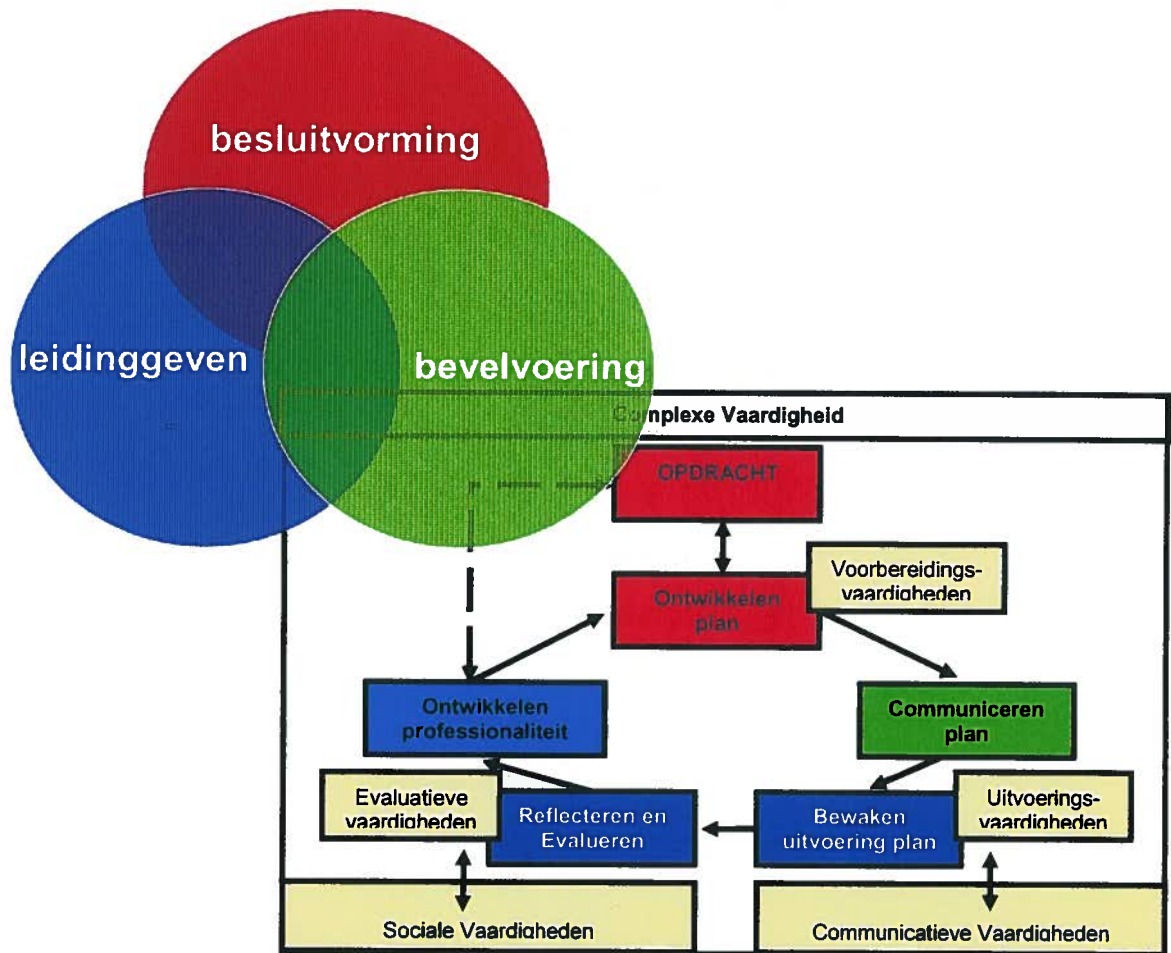 besluitvorming
leidinggeven
bevelvoering
Complexe Vaardigheid
OPDRACHT
Ontwikkelen
plan
Voorbereidings-
vaardigheden
Ontwikkelen
professionaliteit
Communiceren
plan
Evaluatieve
vaardigheden
Reflecteren en
Evalueren
Bewaken
uitvoering plan
Uitvoerings-
vaardigheden
Sociale Vaardigheden
Communicatieve Vaardigheden